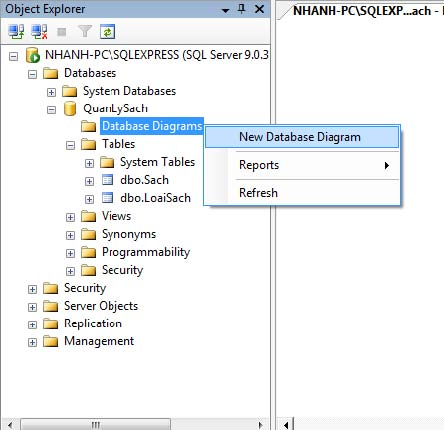 Object Explorer
NHANH-PC\SQLEXP...ach -
NHANH-PC\SQLEXPRESS (SQL Server 9.0.3
Databases
System Databases
QuanLySach
Database Diagrams
New Database Diagram
Tables
Reports
System Tables
dbo.Sach
Refresh
dbo.LoaiSach
Views
Synonyms
Programmability
Security
Security
Server Objects
Replication
Management